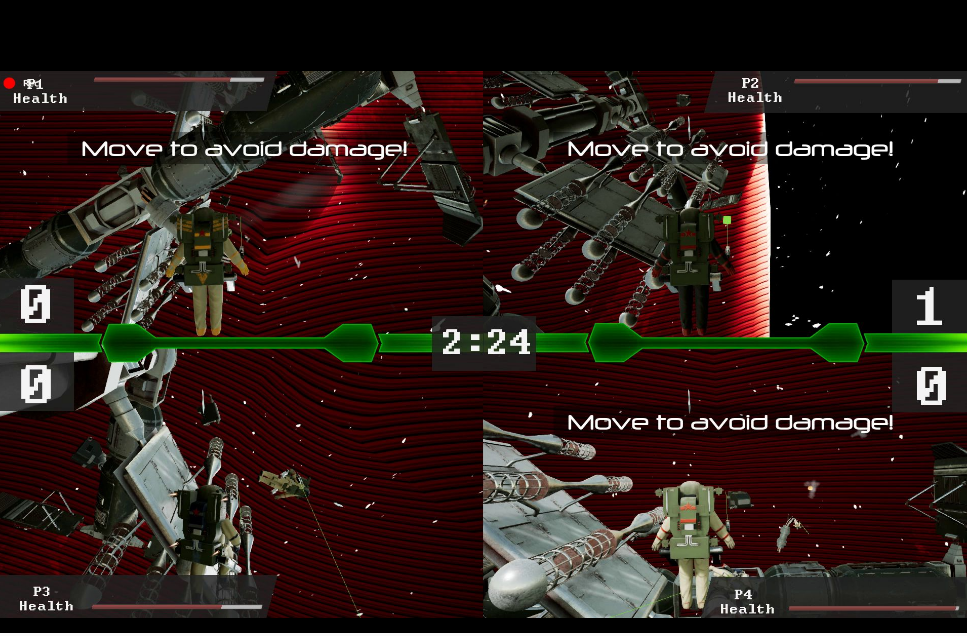 P1
Health
P2
Health
Move to avoid damage!
Move to avoid damage!
0
1
2:24
0
0
Move to avoid damage!
P3
Health
P4
Health